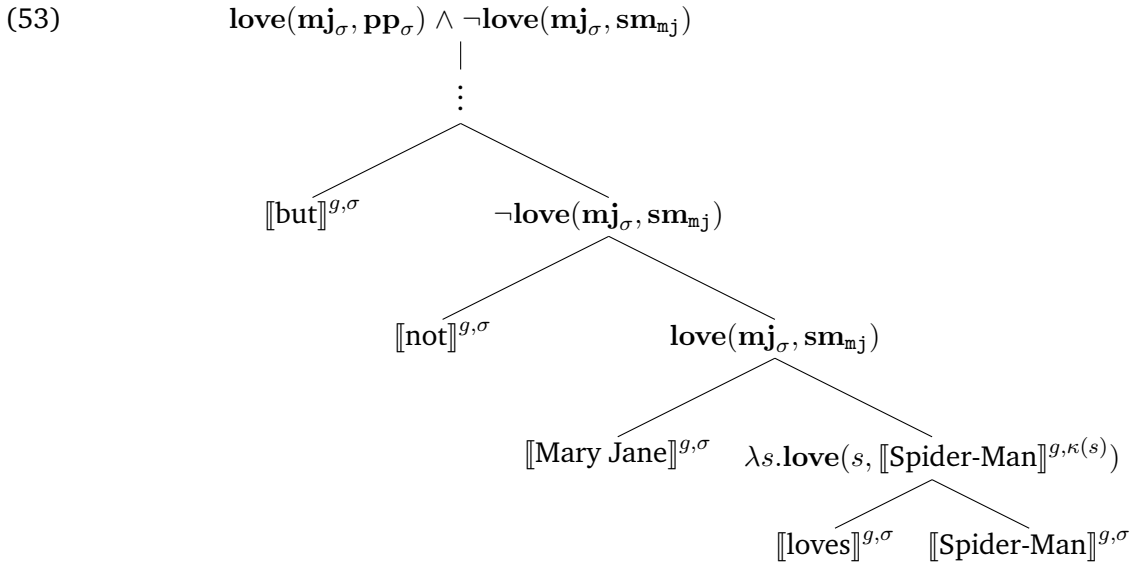 (53) love(mj_σ, pp_σ) ∧ ¬love(mj_σ, sm_mj)
⋮
⟦but⟧^{g,σ} ¬love(mj_σ, sm_mj)
⟦not⟧^{g,σ} love(mj_σ, sm_mj)
⟦Mary Jane⟧^{g,σ} λs.love(s, ⟦Spider-Man⟧^{g,κ(s)})
⟦loves⟧^{g,σ} ⟦Spider-Man⟧^{g,σ}